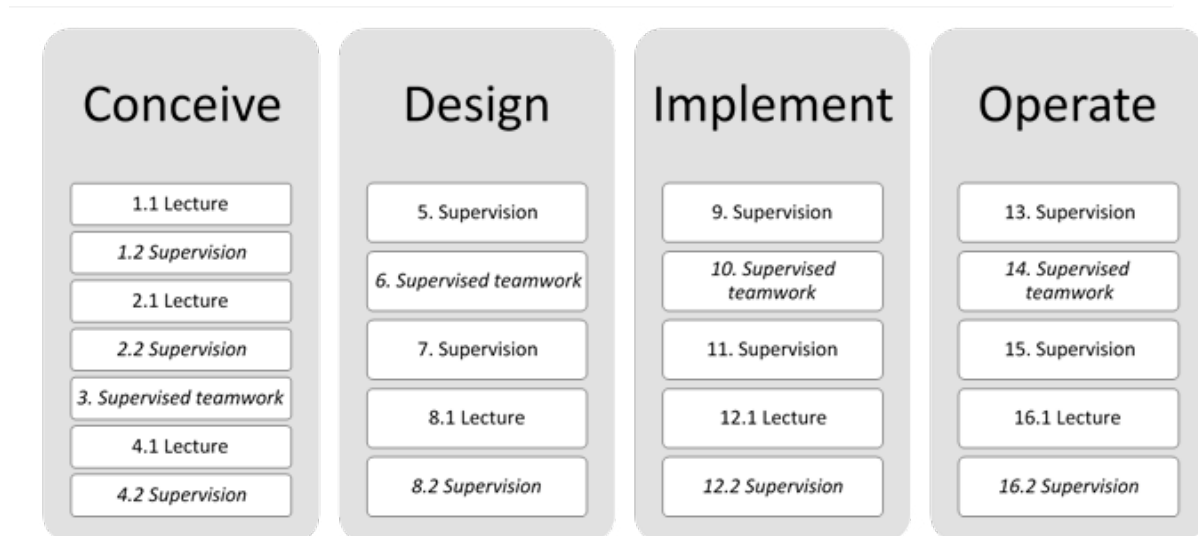 Conceive
1.1 Lecture
1.2 Supervision
2.1 Lecture
2.2 Supervision
3. Supervised teamwork
4.1 Lecture
4.2 Supervision
Design
5. Supervision
6. Supervised teamwork
7. Supervision
8.1 Lecture
8.2 Supervision
Implement
9. Supervision
10. Supervised
teamwork
11. Supervision
12.1 Lecture
12.2 Supervision
Operate
13. Supervision
14. Supervised
teamwork
15. Supervision
16.1 Lecture
16.2 Supervision